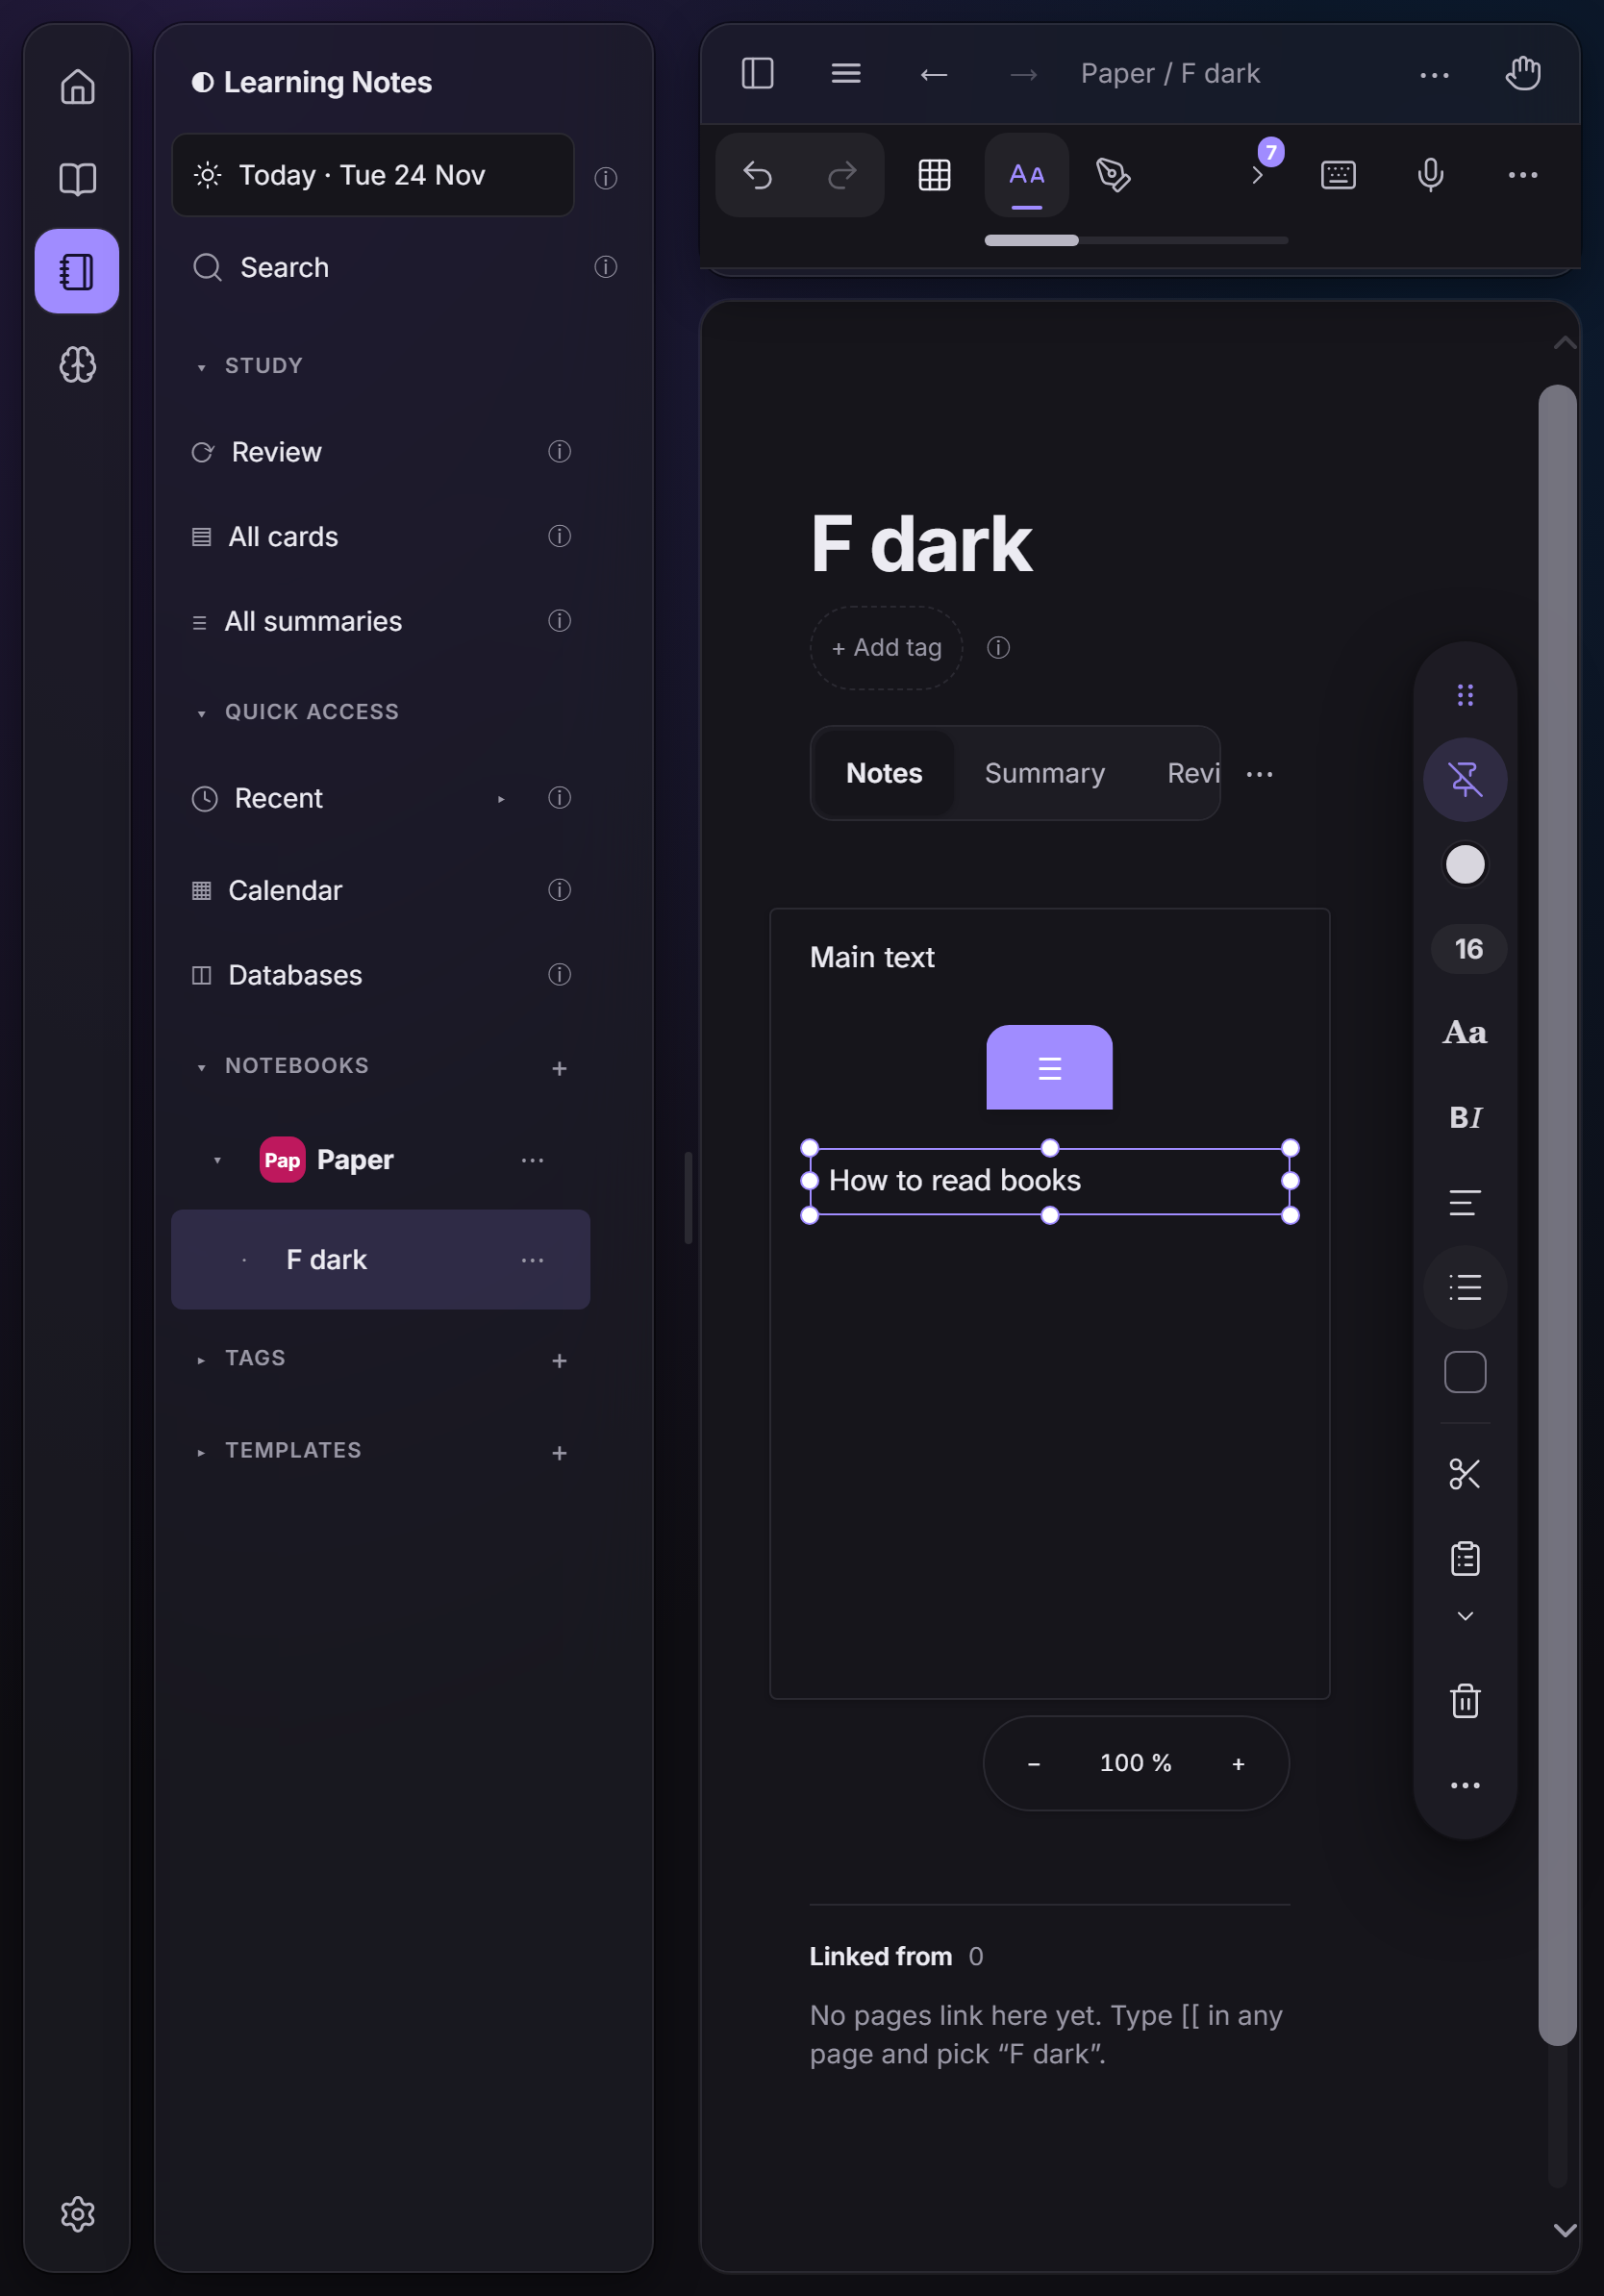 Learning Notes
Today · Tue 24 Nov
Search
STUDY
Review
All cards
All summaries
QUICK ACCESS
Recent
Calendar
Databases
NOTEBOOKS +
Pap Paper ...
· F dark ...
TAGS +
TEMPLATES +
Paper / F dark ...
AA
7
...
F dark
+ Add tag
Notes Summary Revi ...
Main text
How to read books
16
Aa
BI
− 100 % +
Linked from 0
No pages link here yet. Type [[ in any
page and pick “F dark”.